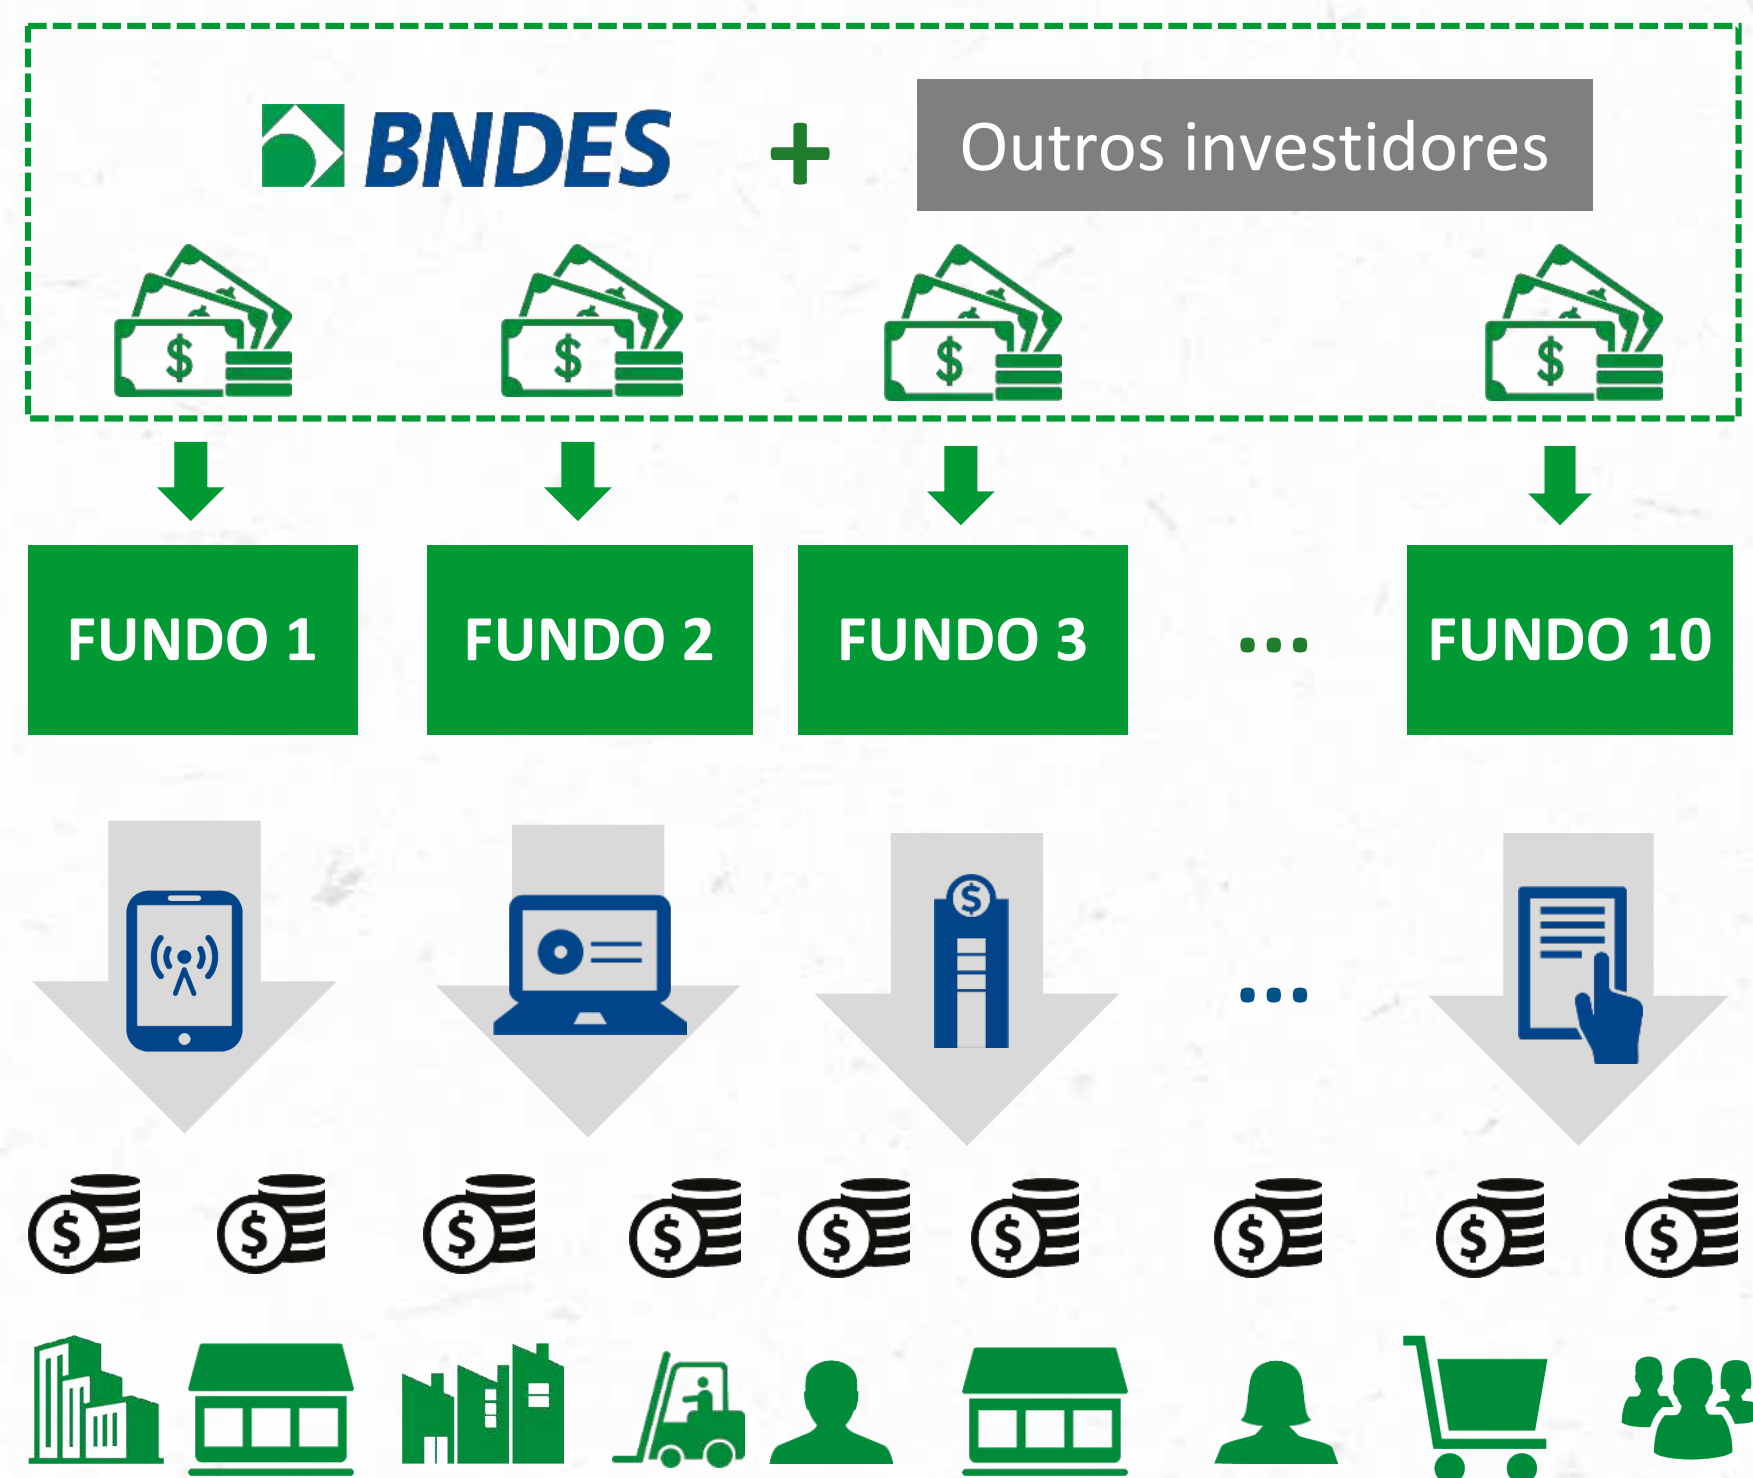 BNDES + Outros investidores
$ $ $ $
FUNDO 1 FUNDO 2 FUNDO 3 ... FUNDO 10
$ ...
$ $ $ $ $ $ $ $ $